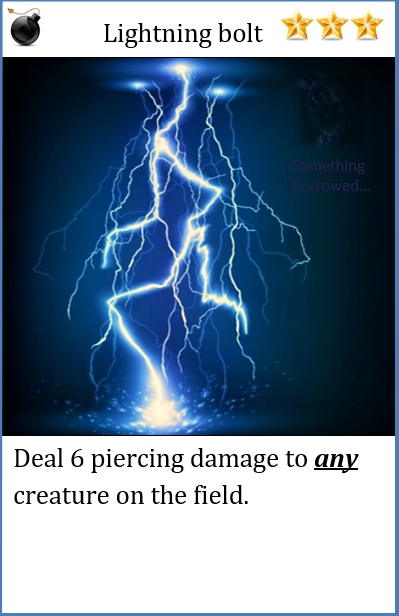 Lightning bolt
Something
borrowed...
Deal 6 piercing damage to any
creature on the field.